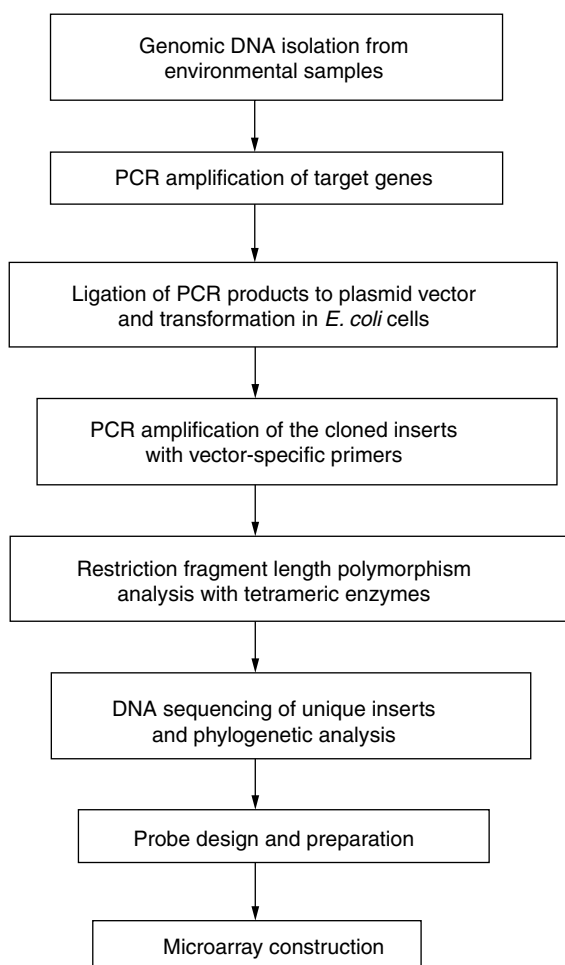 Genomic DNA isolation from
environmental samples
PCR amplification of target genes
Ligation of PCR products to plasmid vector
and transformation in E. coli cells
PCR amplification of the cloned inserts
with vector-specific primers
Restriction fragment length polymorphism
analysis with tetrameric enzymes
DNA sequencing of unique inserts
and phylogenetic analysis
Probe design and preparation
Microarray construction